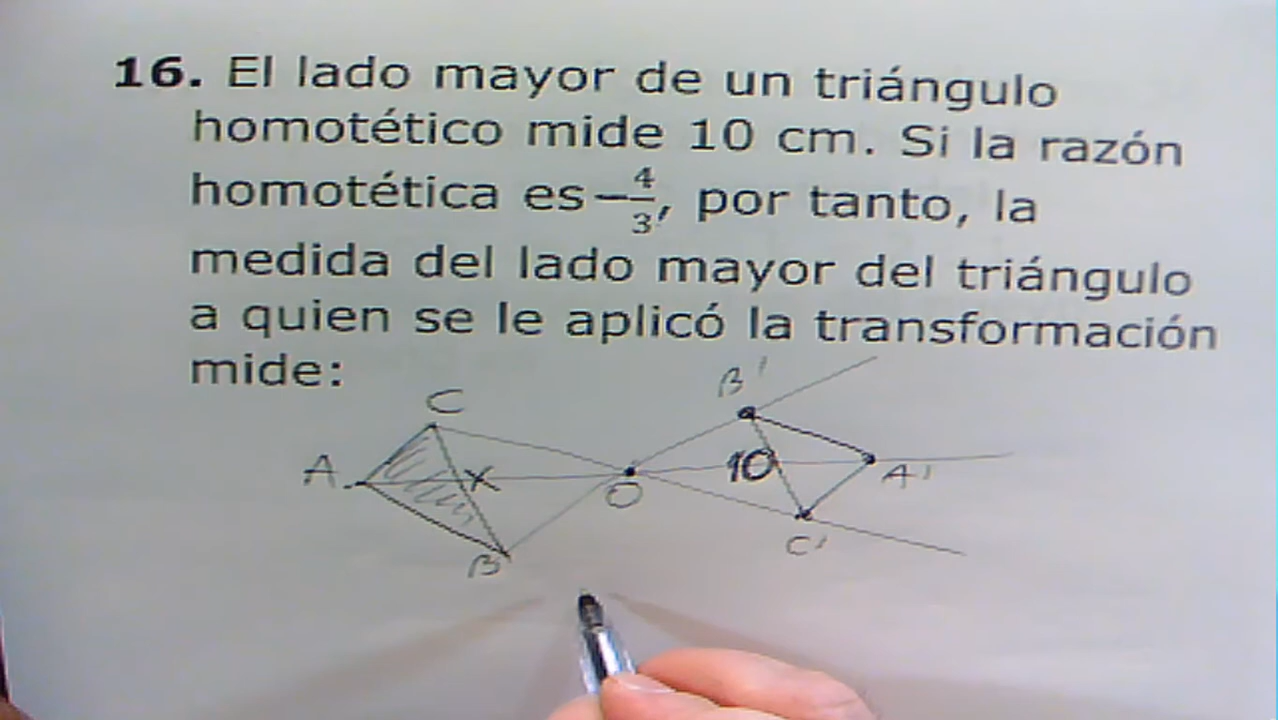 16. El lado mayor de un triángulo
homotético mide 10 cm. Si la razón
homotética es -4/3, por tanto, la
medida del lado mayor del triángulo
a quien se le aplicó la transformación
mide:
C
B'
A
X
10
A'
O
C'
B